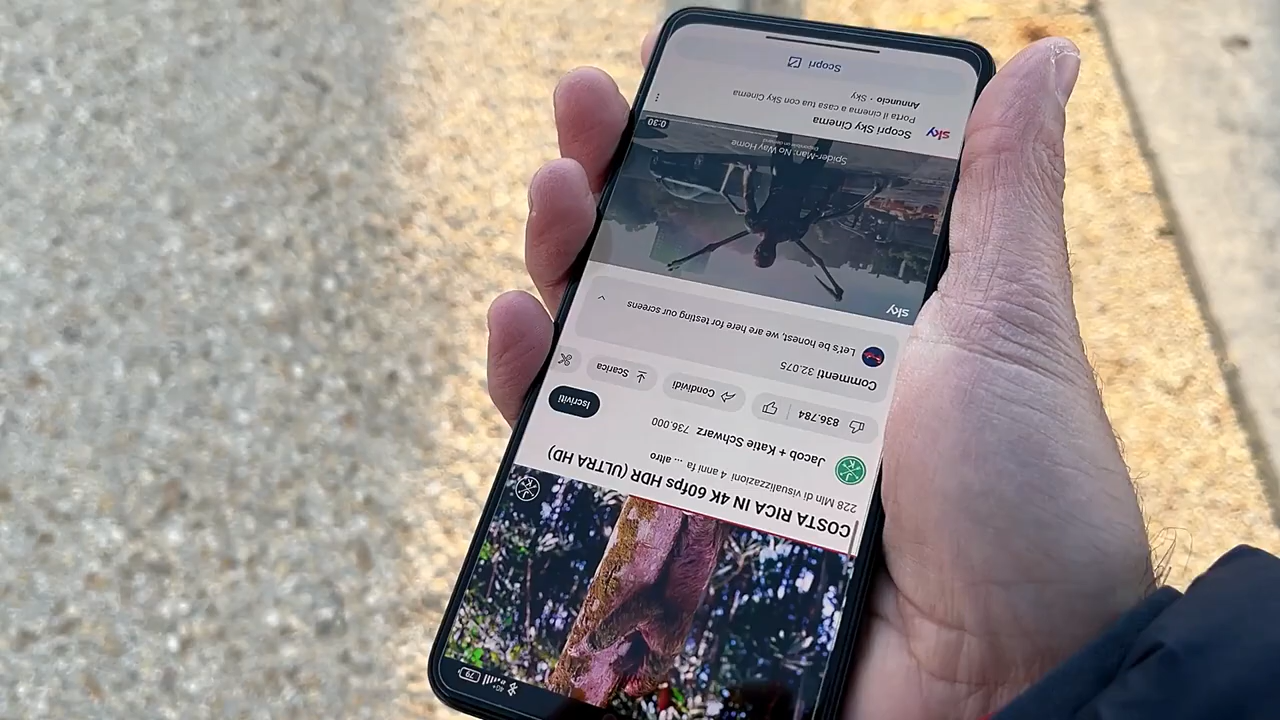 4G+
79
COSTA RICA IN 4K 60fps HDR (ULTRA HD)
228 Mln di visualizzazioni 4 anni fa ... altro
Jacob + Katie Schwarz 736.000
Iscriviti
836.784
Condividi
Scarica
Commenti 32.075
Let's be honest, we are here for testing our screens
sky
Spider-Man: No Way Home
0:30
sky
Scopri Sky Cinema
Porta il cinema a casa tua con Sky Cinema
Annuncio · Sky
Scopri